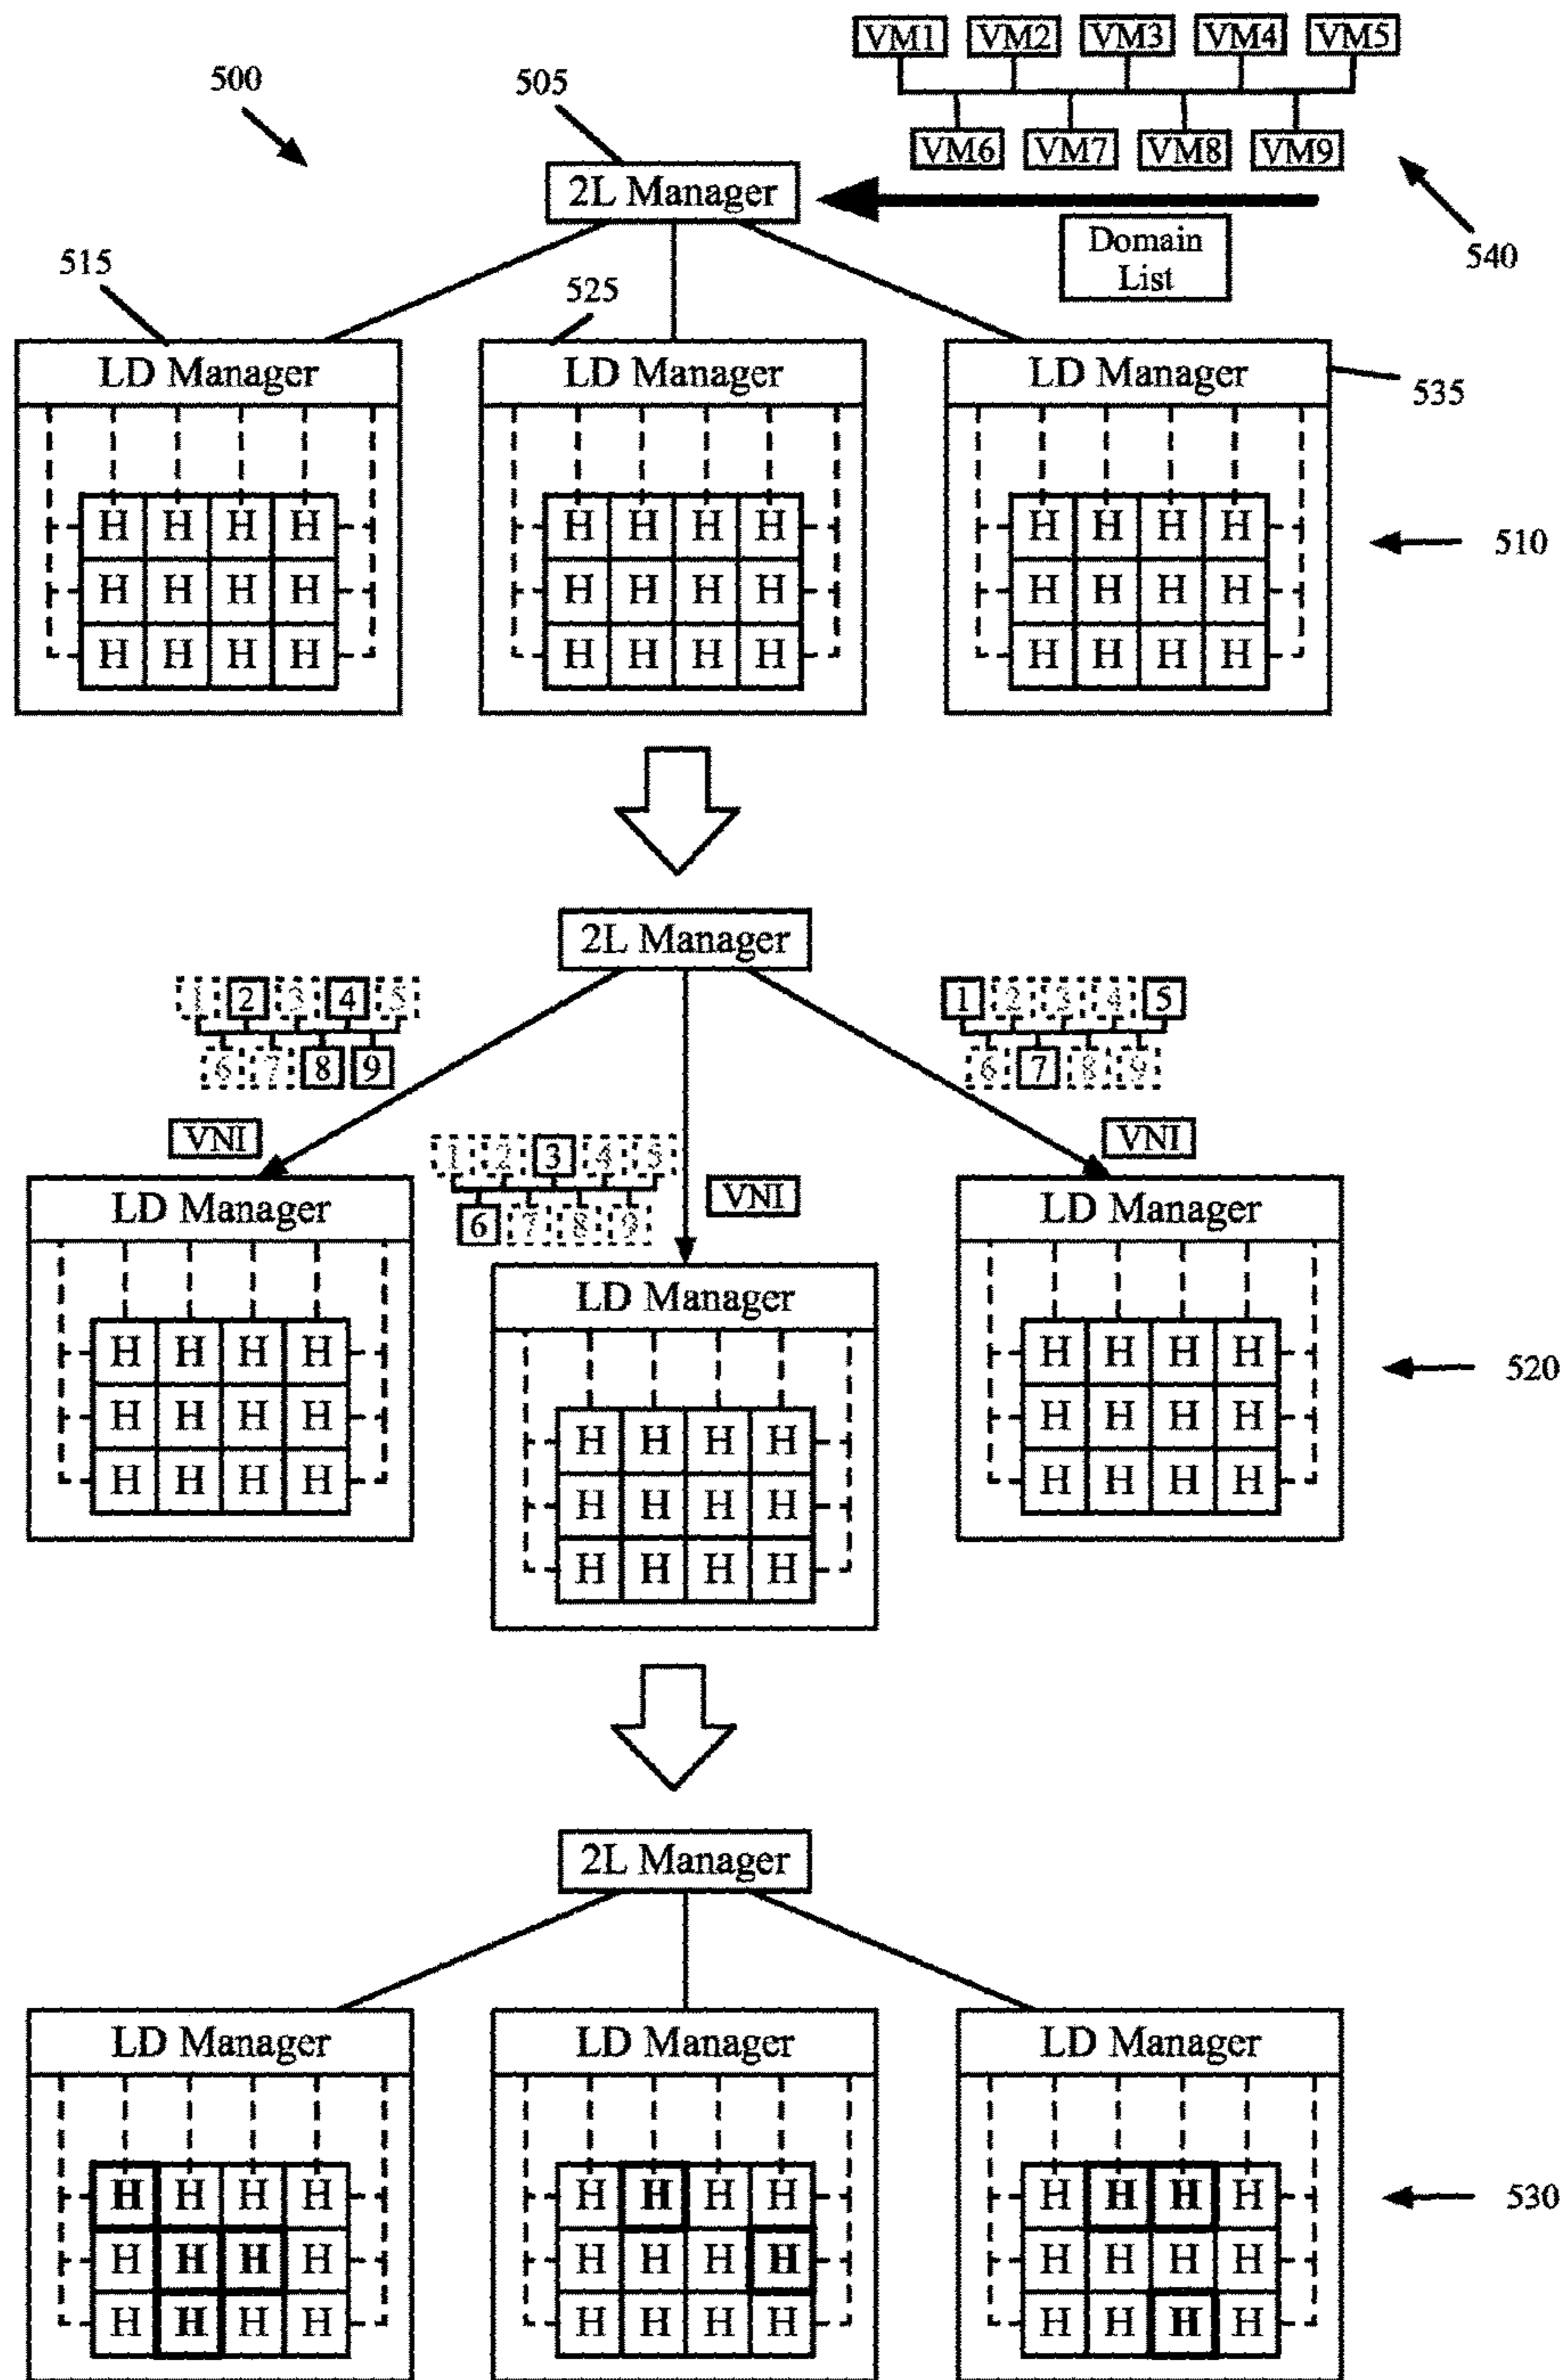 VM1 VM2 VM3 VM4 VM5
500 505
VM6 VM7 VM8 VM9
2L Manager
Domain
List
540
515 525
LD Manager LD Manager LD Manager
535
H H H H H H H H H H H H
510
H H H H H H H H H H H H
H H H H H H H H H H H H
2L Manager
1 2 3 4 5 1 2 3 4 5
6 7 8 9 6 7 8 9
VNI VNI
1 2 3 4 5
VNI
LD Manager LD Manager
6 7 8 9
LD Manager
H H H H H H H H
520
H H H H H H H H
H H H H
H H H H H H H H
H H H H
H H H H
2L Manager
LD Manager LD Manager LD Manager
H H H H H H H H H H H H
530
H H H H H H H H H H H H
H H H H H H H H H H H H